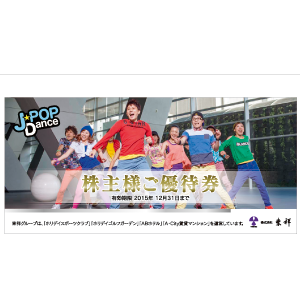 J★POP
Dance
株主様ご優待券
有効期限 2015年 12月31日まで
東祥グループは、「ホリデイスポーツクラブ」「ホリデイゴルフガーデン」「ABホテル」「A・City賃貸マンション」を運営しています。
株式会社 東祥